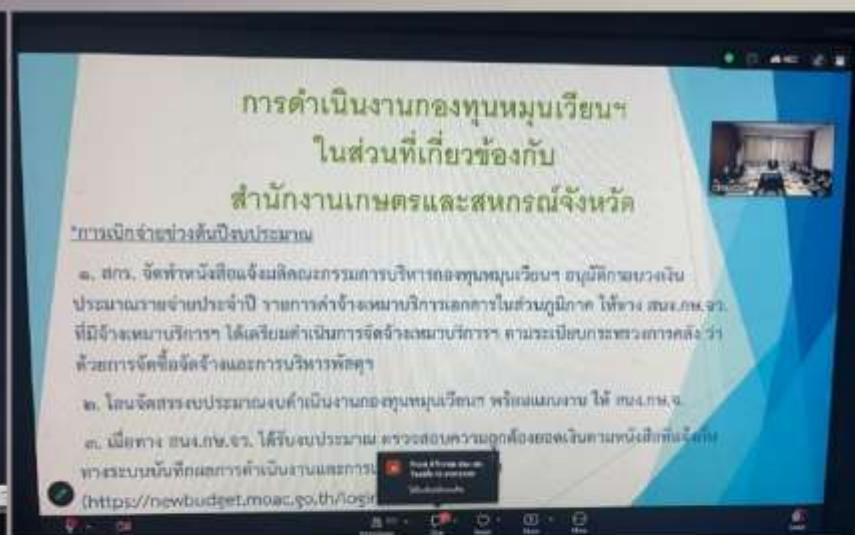 การดำเนินงานกองทุนหมุนเวียนฯ
ในส่วนที่เกี่ยวข้องกับ
สำนักงานเกษตรและสหกรณ์จังหวัด
*การเบิกจ่ายช่วงต้นปีงบประมาณ
๑. สกร. จัดทำหนังสือแจ้งมติคณะกรรมการบริหารกองทุนหมุนเวียนฯ อนุมัติกรอบวงเงิน
ประมาณรายจ่ายประจำปี รายการค่าจ้างเหมาบริการเอกสารในส่วนภูมิภาค ให้ทาง สนง.กษ.จว.
ที่มีจ้างเหมาบริการฯ ได้เตรียมดำเนินการจัดจ้างเหมาบริการฯ ตามระเบียบกระทรวงการคลัง ว่า
ด้วยการจัดซื้อจัดจ้างและการบริหารพัสดุฯ
๒. โอนจัดสรรงบประมาณงบดำเนินงานกองทุนหมุนเวียนฯ พร้อมแผนงาน ให้ สนง.กษ.จ.
๓. เมื่อทาง สนง.กษ.จว. ได้รับงบประมาณ ตรวจสอบความถูกต้องยอดเงินตามหนังสือที่แจ้งกับ
ทางระบบบันทึกผลการดำเนินงานและการ
(https://newbudget.moac.go.th/login